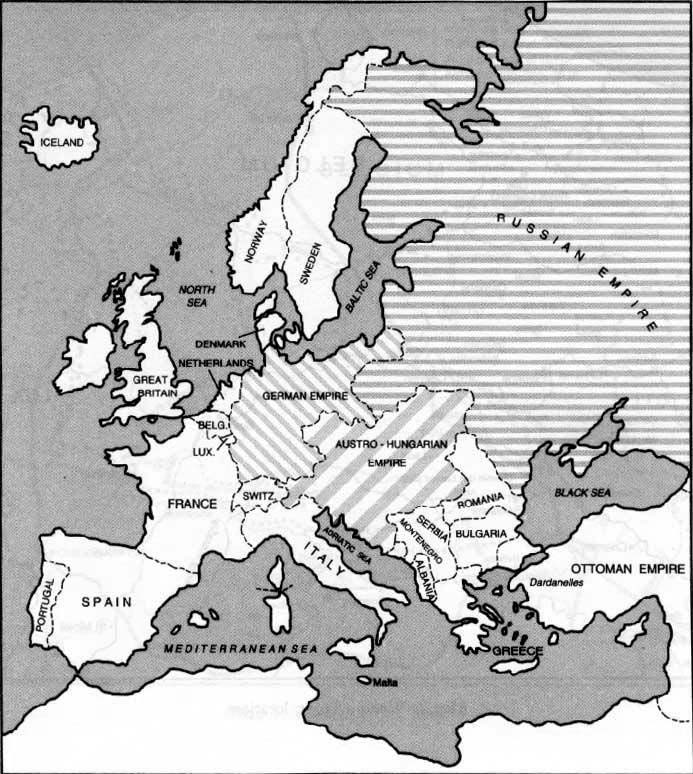 ICELAND
NORWAY
SWEDEN
BALTIC SEA
RUSSIAN EMPIRE
NORTH
SEA
DENMARK
NETHERLANDS
GREAT
BRITAIN
GERMAN EMPIRE
BELG.
LUX.
AUSTRO - HUNGARIAN
EMPIRE
FRANCE
SWITZ.
ROMANIA
BLACK SEA
SERBIA
MONTENEGRO
BULGARIA
ADRIATIC SEA
ITALY
ALBANIA
OTTOMAN EMPIRE
Dardanelles
PORTUGAL
SPAIN
MEDITERRANEAN SEA
GREECE
Malta